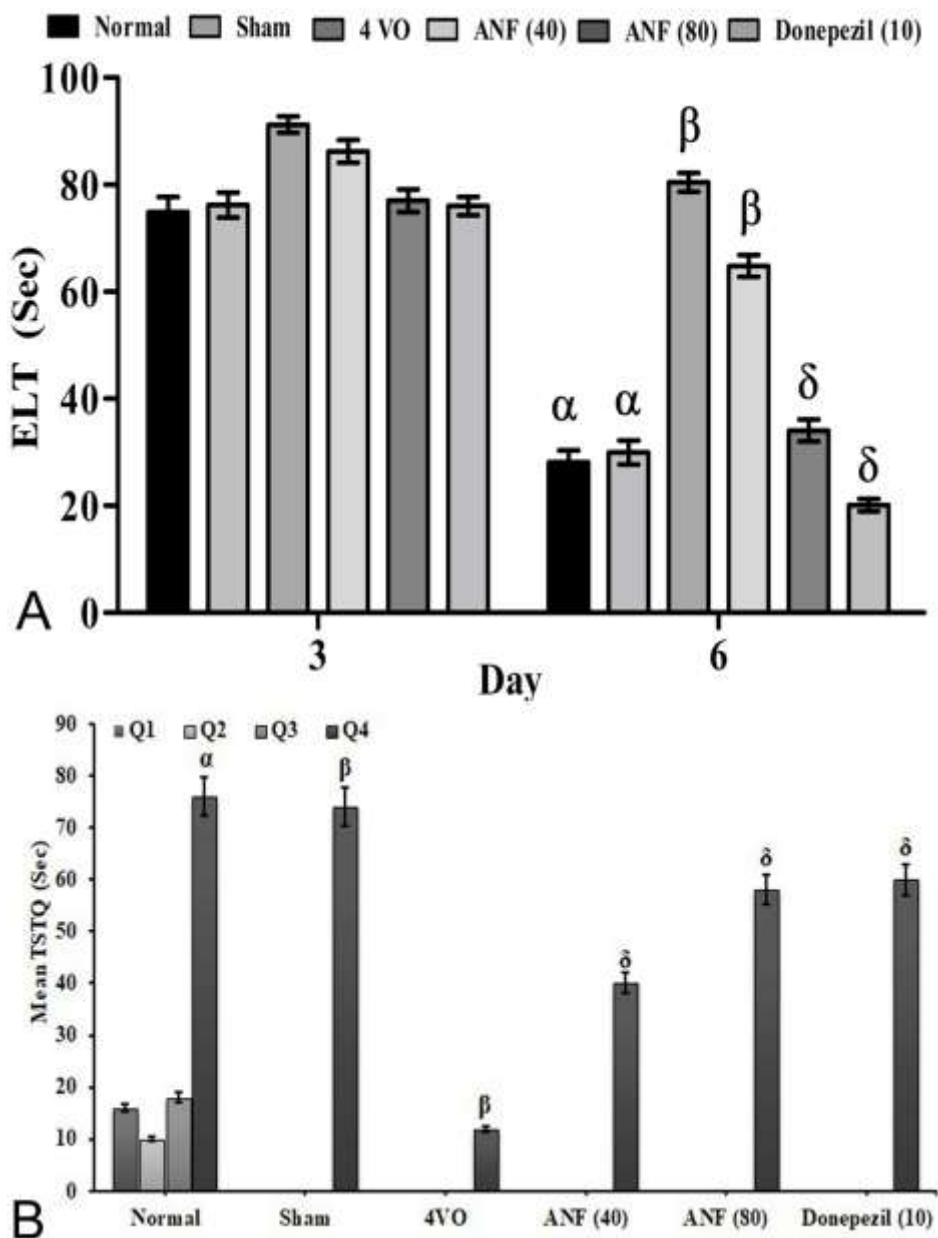 Normal Sham 4 VO ANF (40) ANF (80) Donepezil (10)
100
80
60
40
20
0
ELT (Sec)
β
β
α α
δ
δ
3 6
Day
A
Q1 Q2 Q3 Q4
90
80
70
60
50
40
30
20
10
0
Mean TSTQ (Sec)
α
β
β
δ
δ
δ
Normal Sham 4VO ANF (40) ANF (80) Donepezil (10)
B